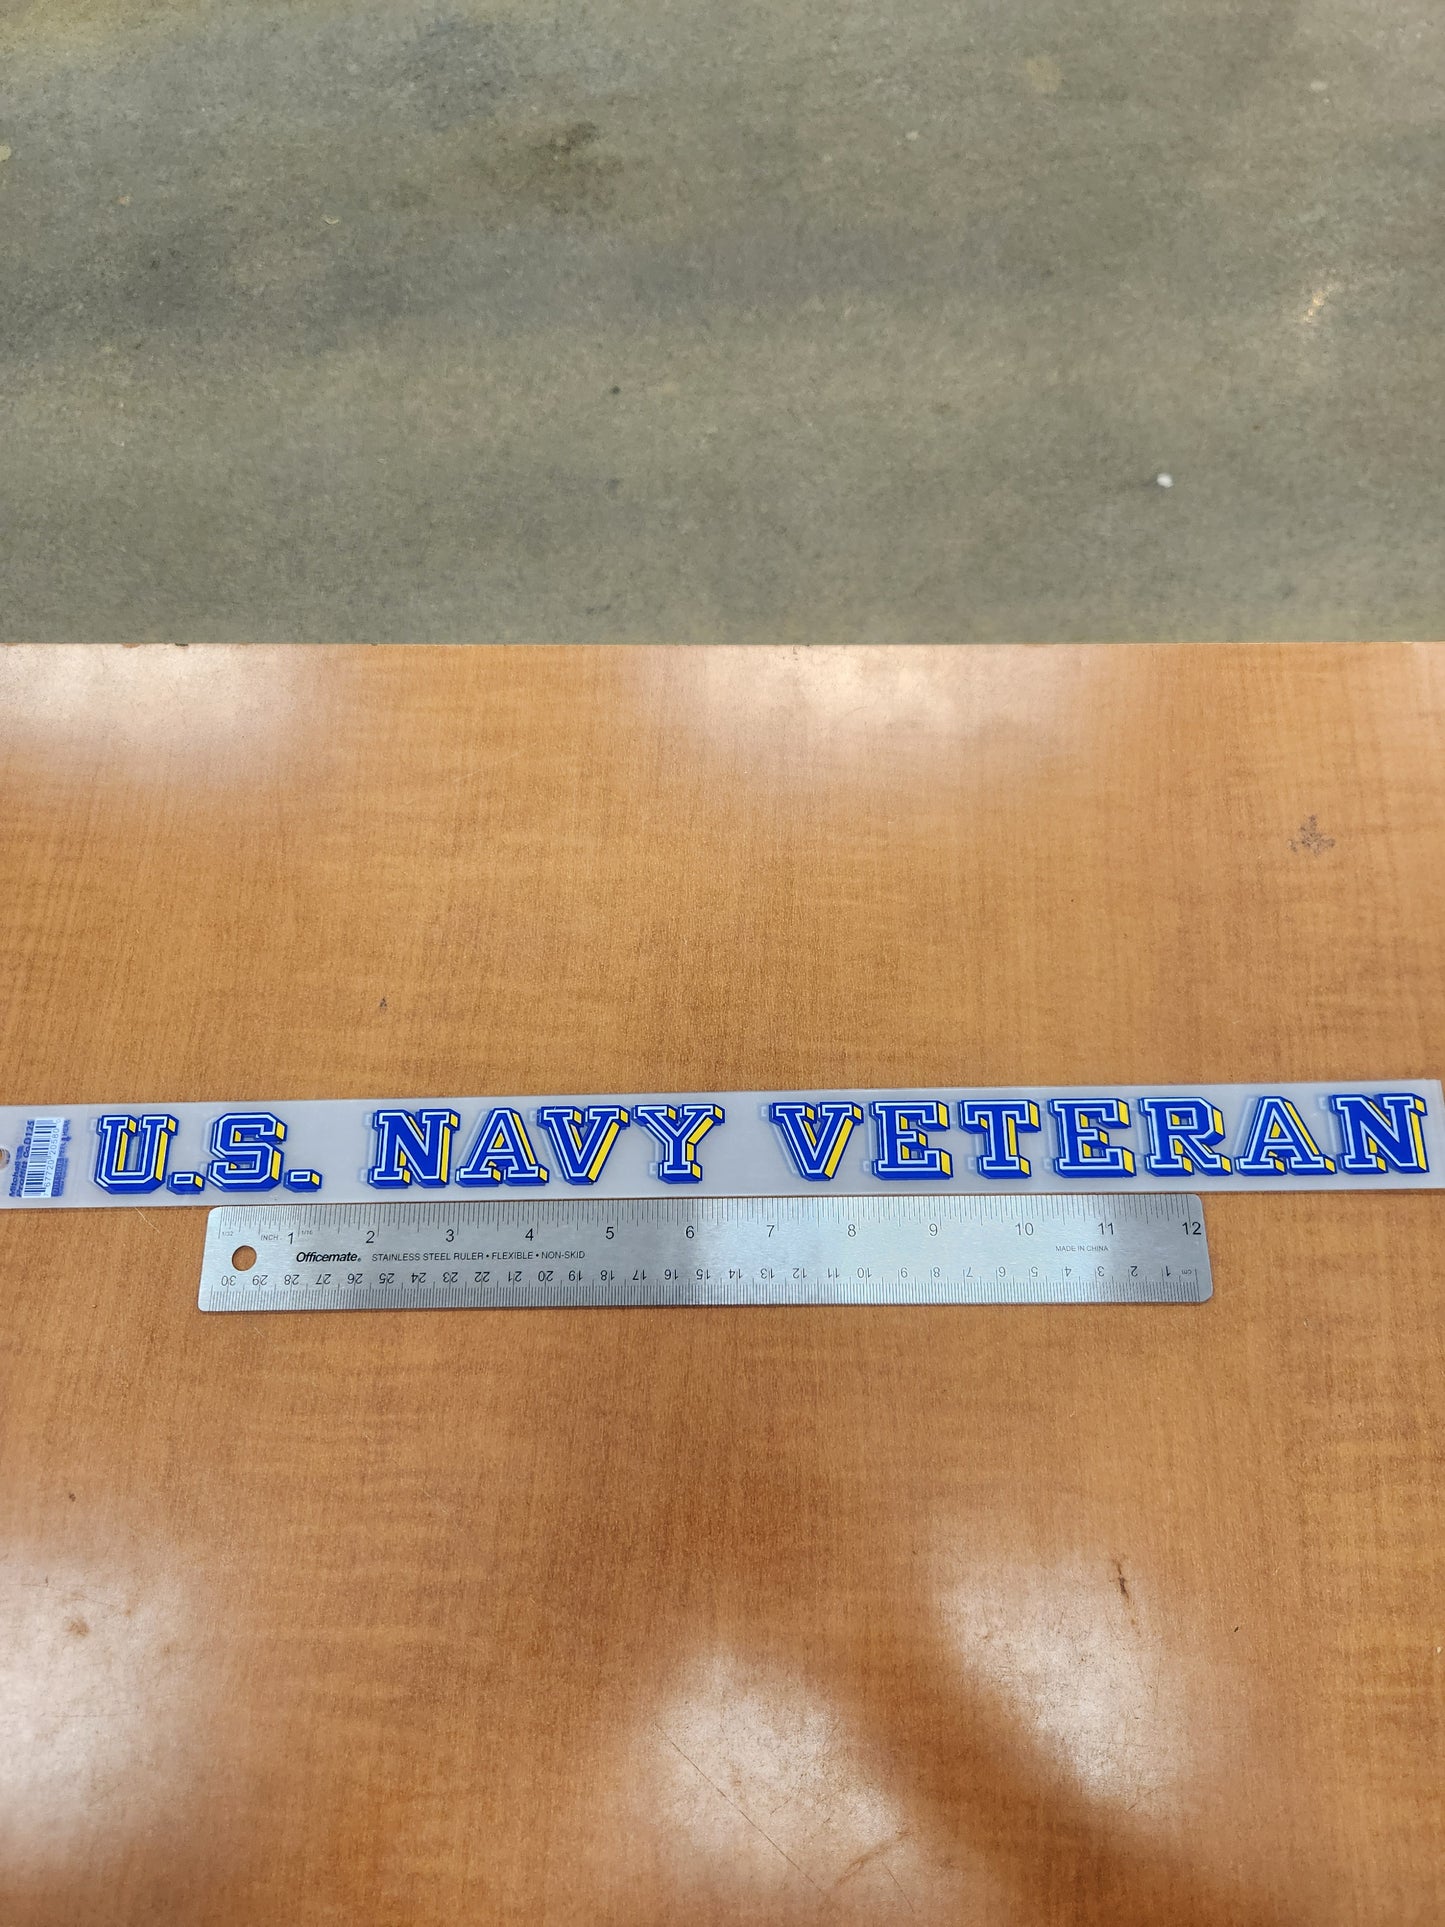 U.S. NAVY VETERAN
1/32 INCH 1 1/16 2 3 4 5 6 7 8 9 10 11 12
Officemate® STAINLESS STEEL RULER • FLEXIBLE • NON-SKID MADE IN CHINA
30 29 28 27 26 25 24 23 22 21 20 19 18 17 16 15 14 13 12 11 10 9 8 7 6 5 4 3 2 1 cm